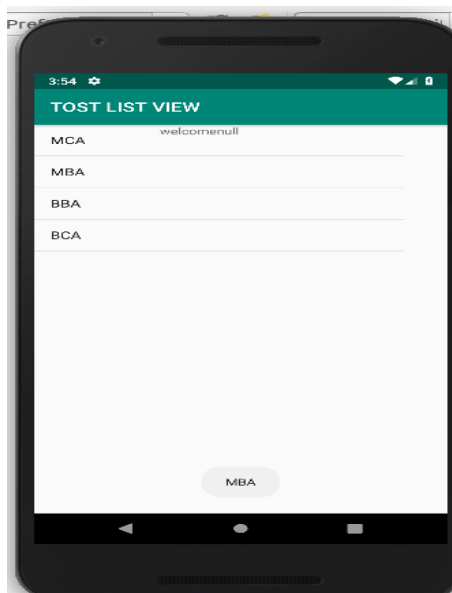 Pref
3:54
TOST LIST VIEW
welcomenull
MCA
MBA
BBA
BCA
MBA